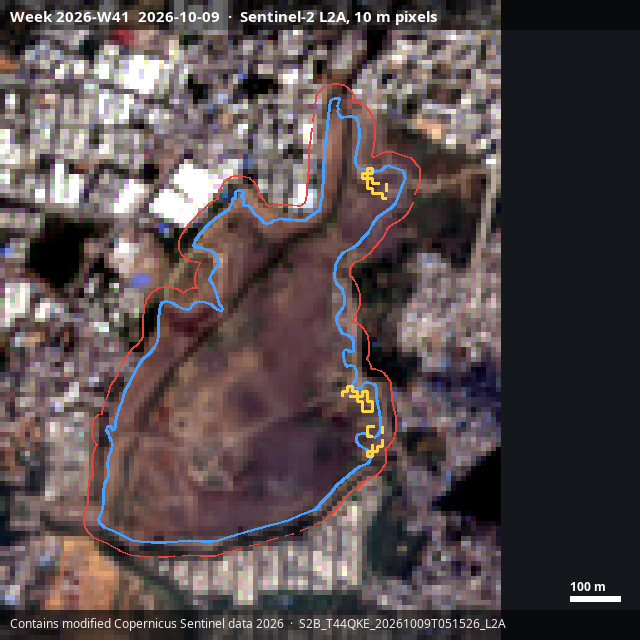 Week 2026-W41 2026-10-09 · Sentinel-2 L2A, 10 m pixels
100 m
Contains modified Copernicus Sentinel data 2026 · S2B_T44QKE_20261009T051526_L2A